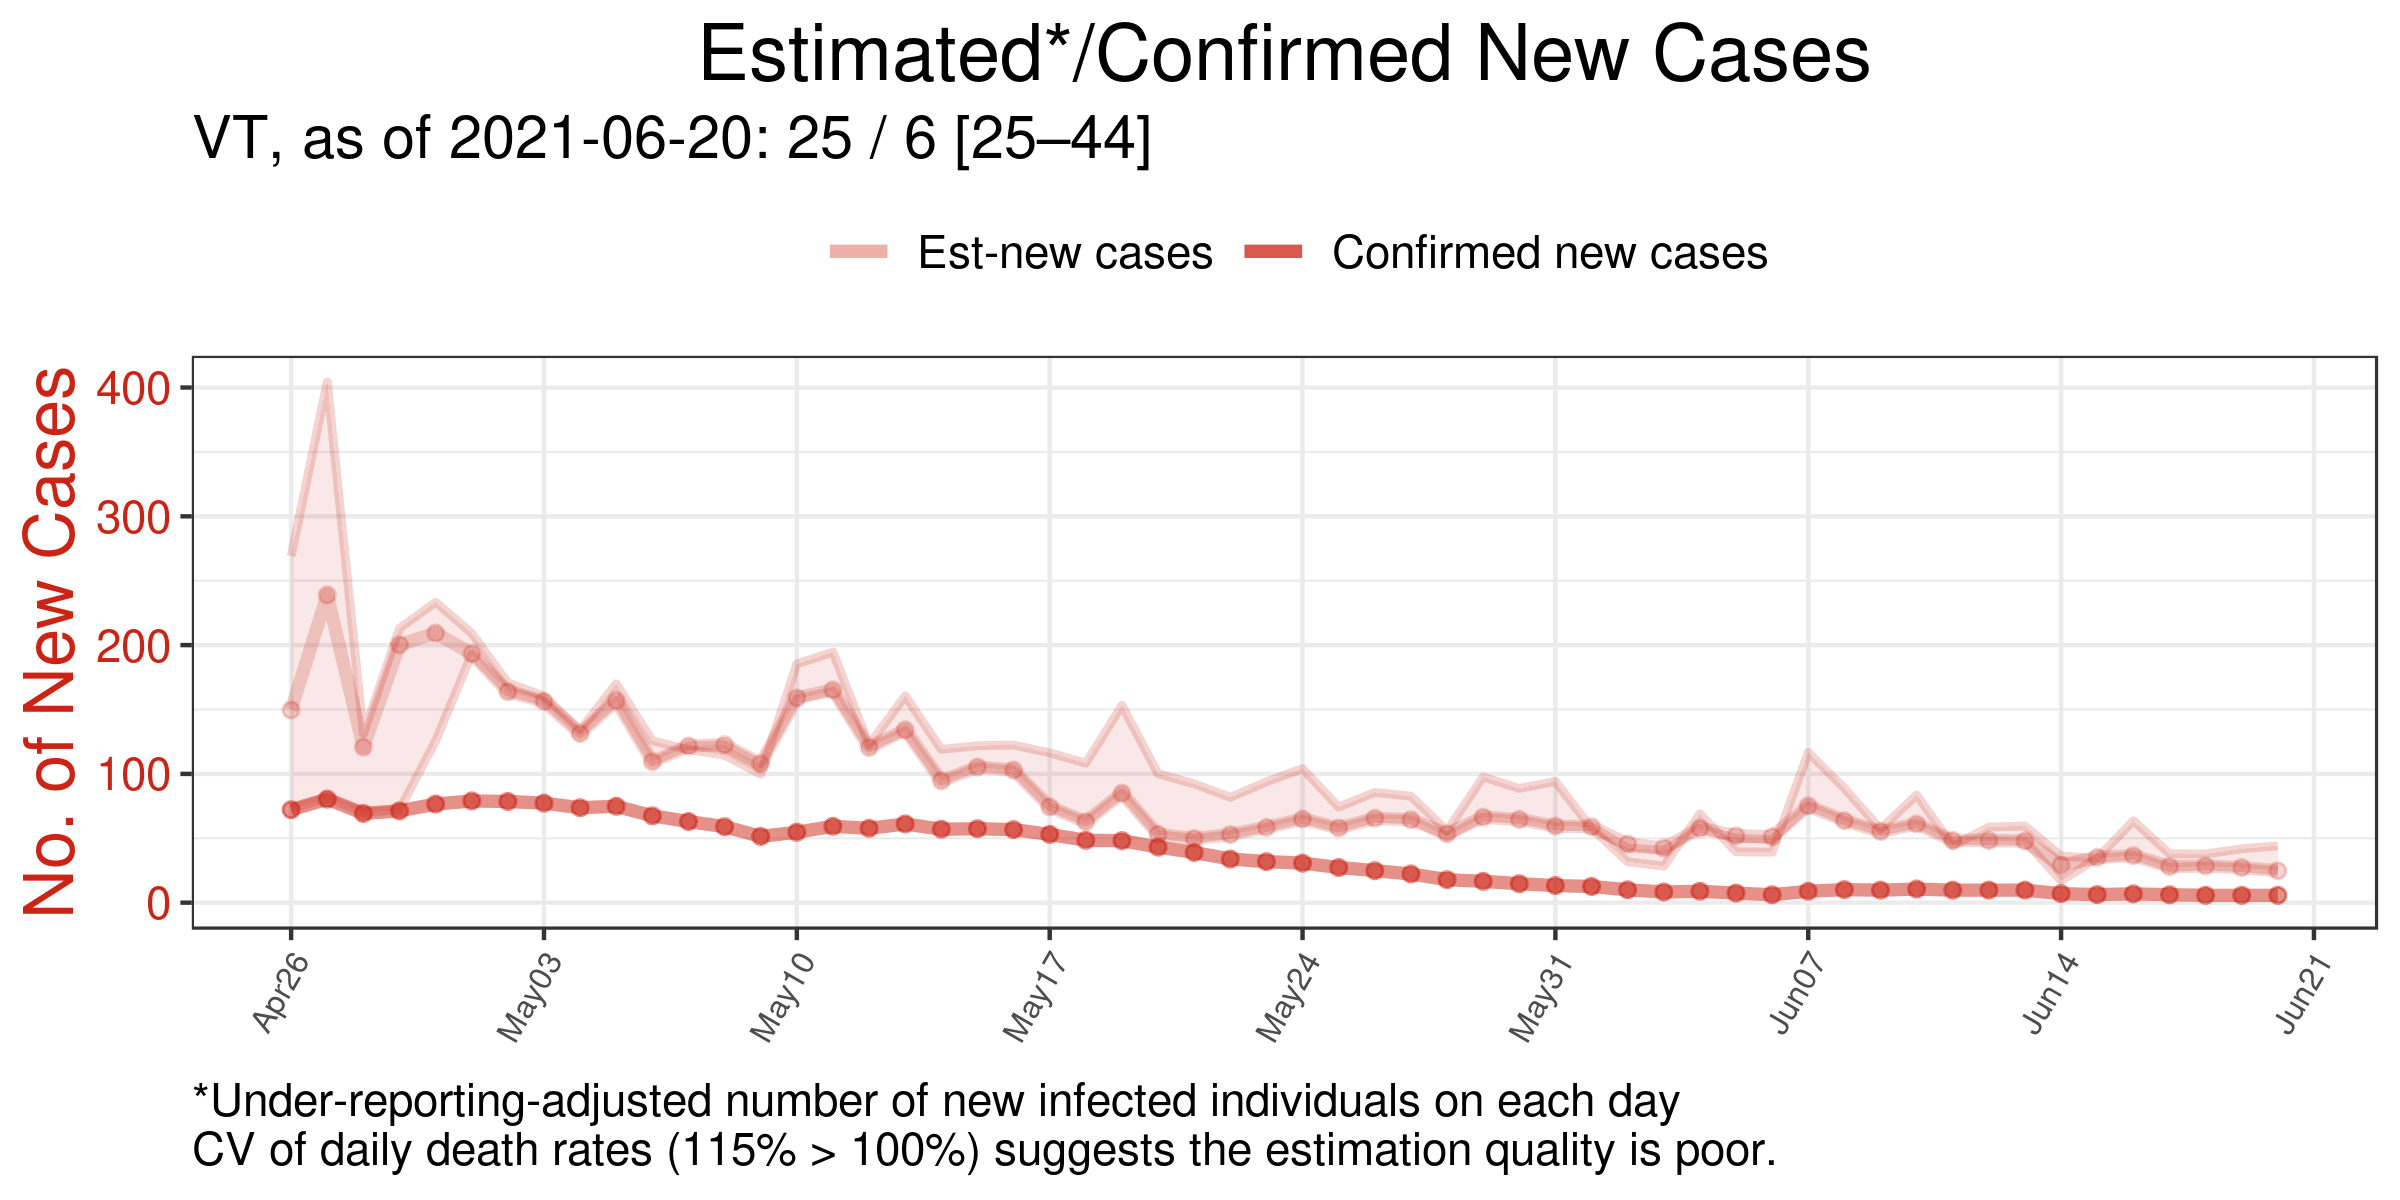 Estimated*/Confirmed New Cases
VT, as of 2021-06-20: 25 / 6 [25–44]
Est-new cases
Confirmed new cases
No. of New Cases
400
300
200
100
0
Apr26
May03
May10
May17
May24
May31
Jun07
Jun14
Jun21
*Under-reporting-adjusted number of new infected individuals on each day
CV of daily death rates (115% > 100%) suggests the estimation quality is poor.